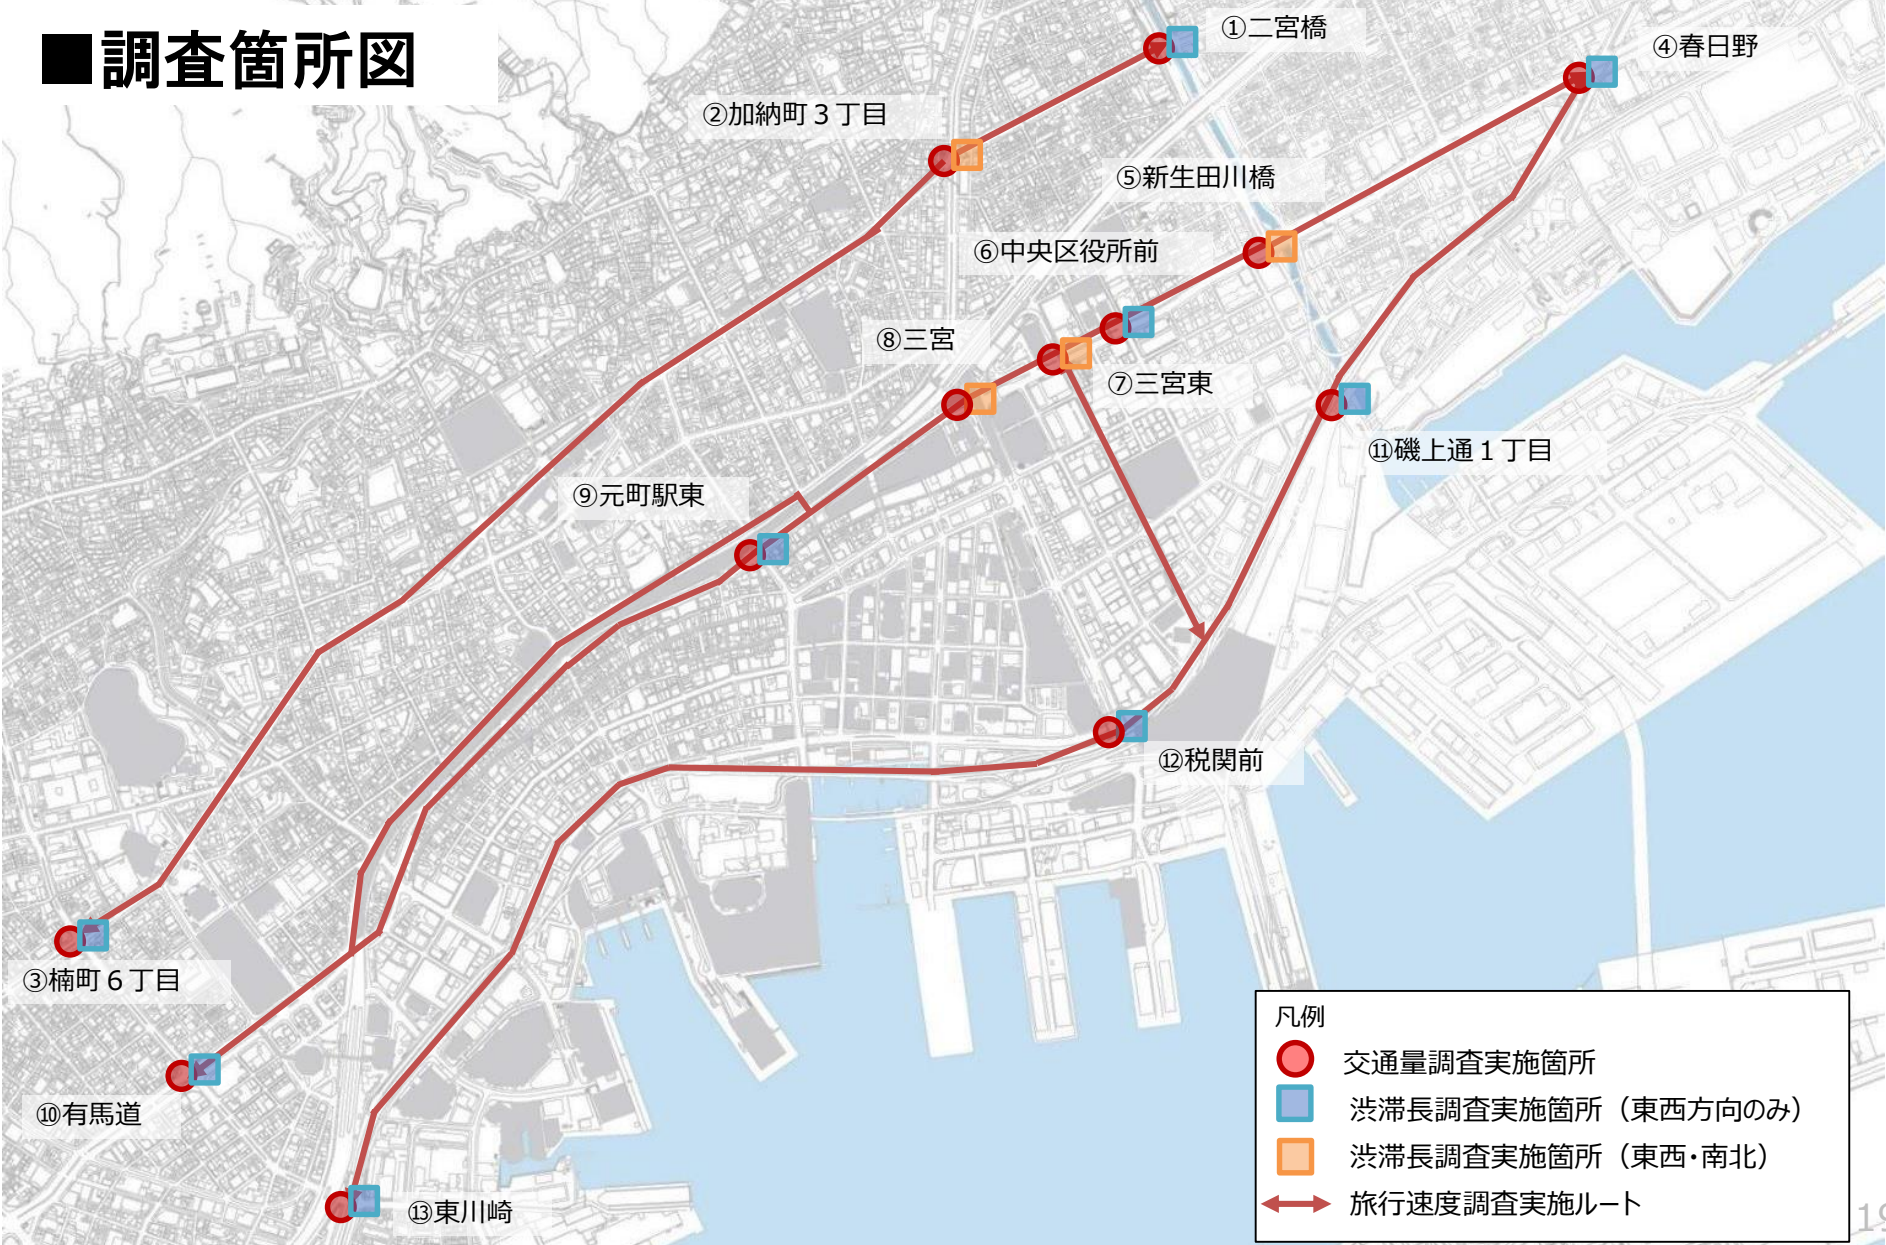 ■調査箇所図
①二宮橋
④春日野
②加納町３丁目
⑤新生田川橋
⑥中央区役所前
⑧三宮
⑦三宮東
⑪磯上通１丁目
⑨元町駅東
⑫税関前
③楠町６丁目
⑩有馬道
⑬東川崎
凡例
交通量調査実施箇所
渋滞長調査実施箇所（東西方向のみ）
渋滞長調査実施箇所（東西・南北）
旅行速度調査実施ルート
19